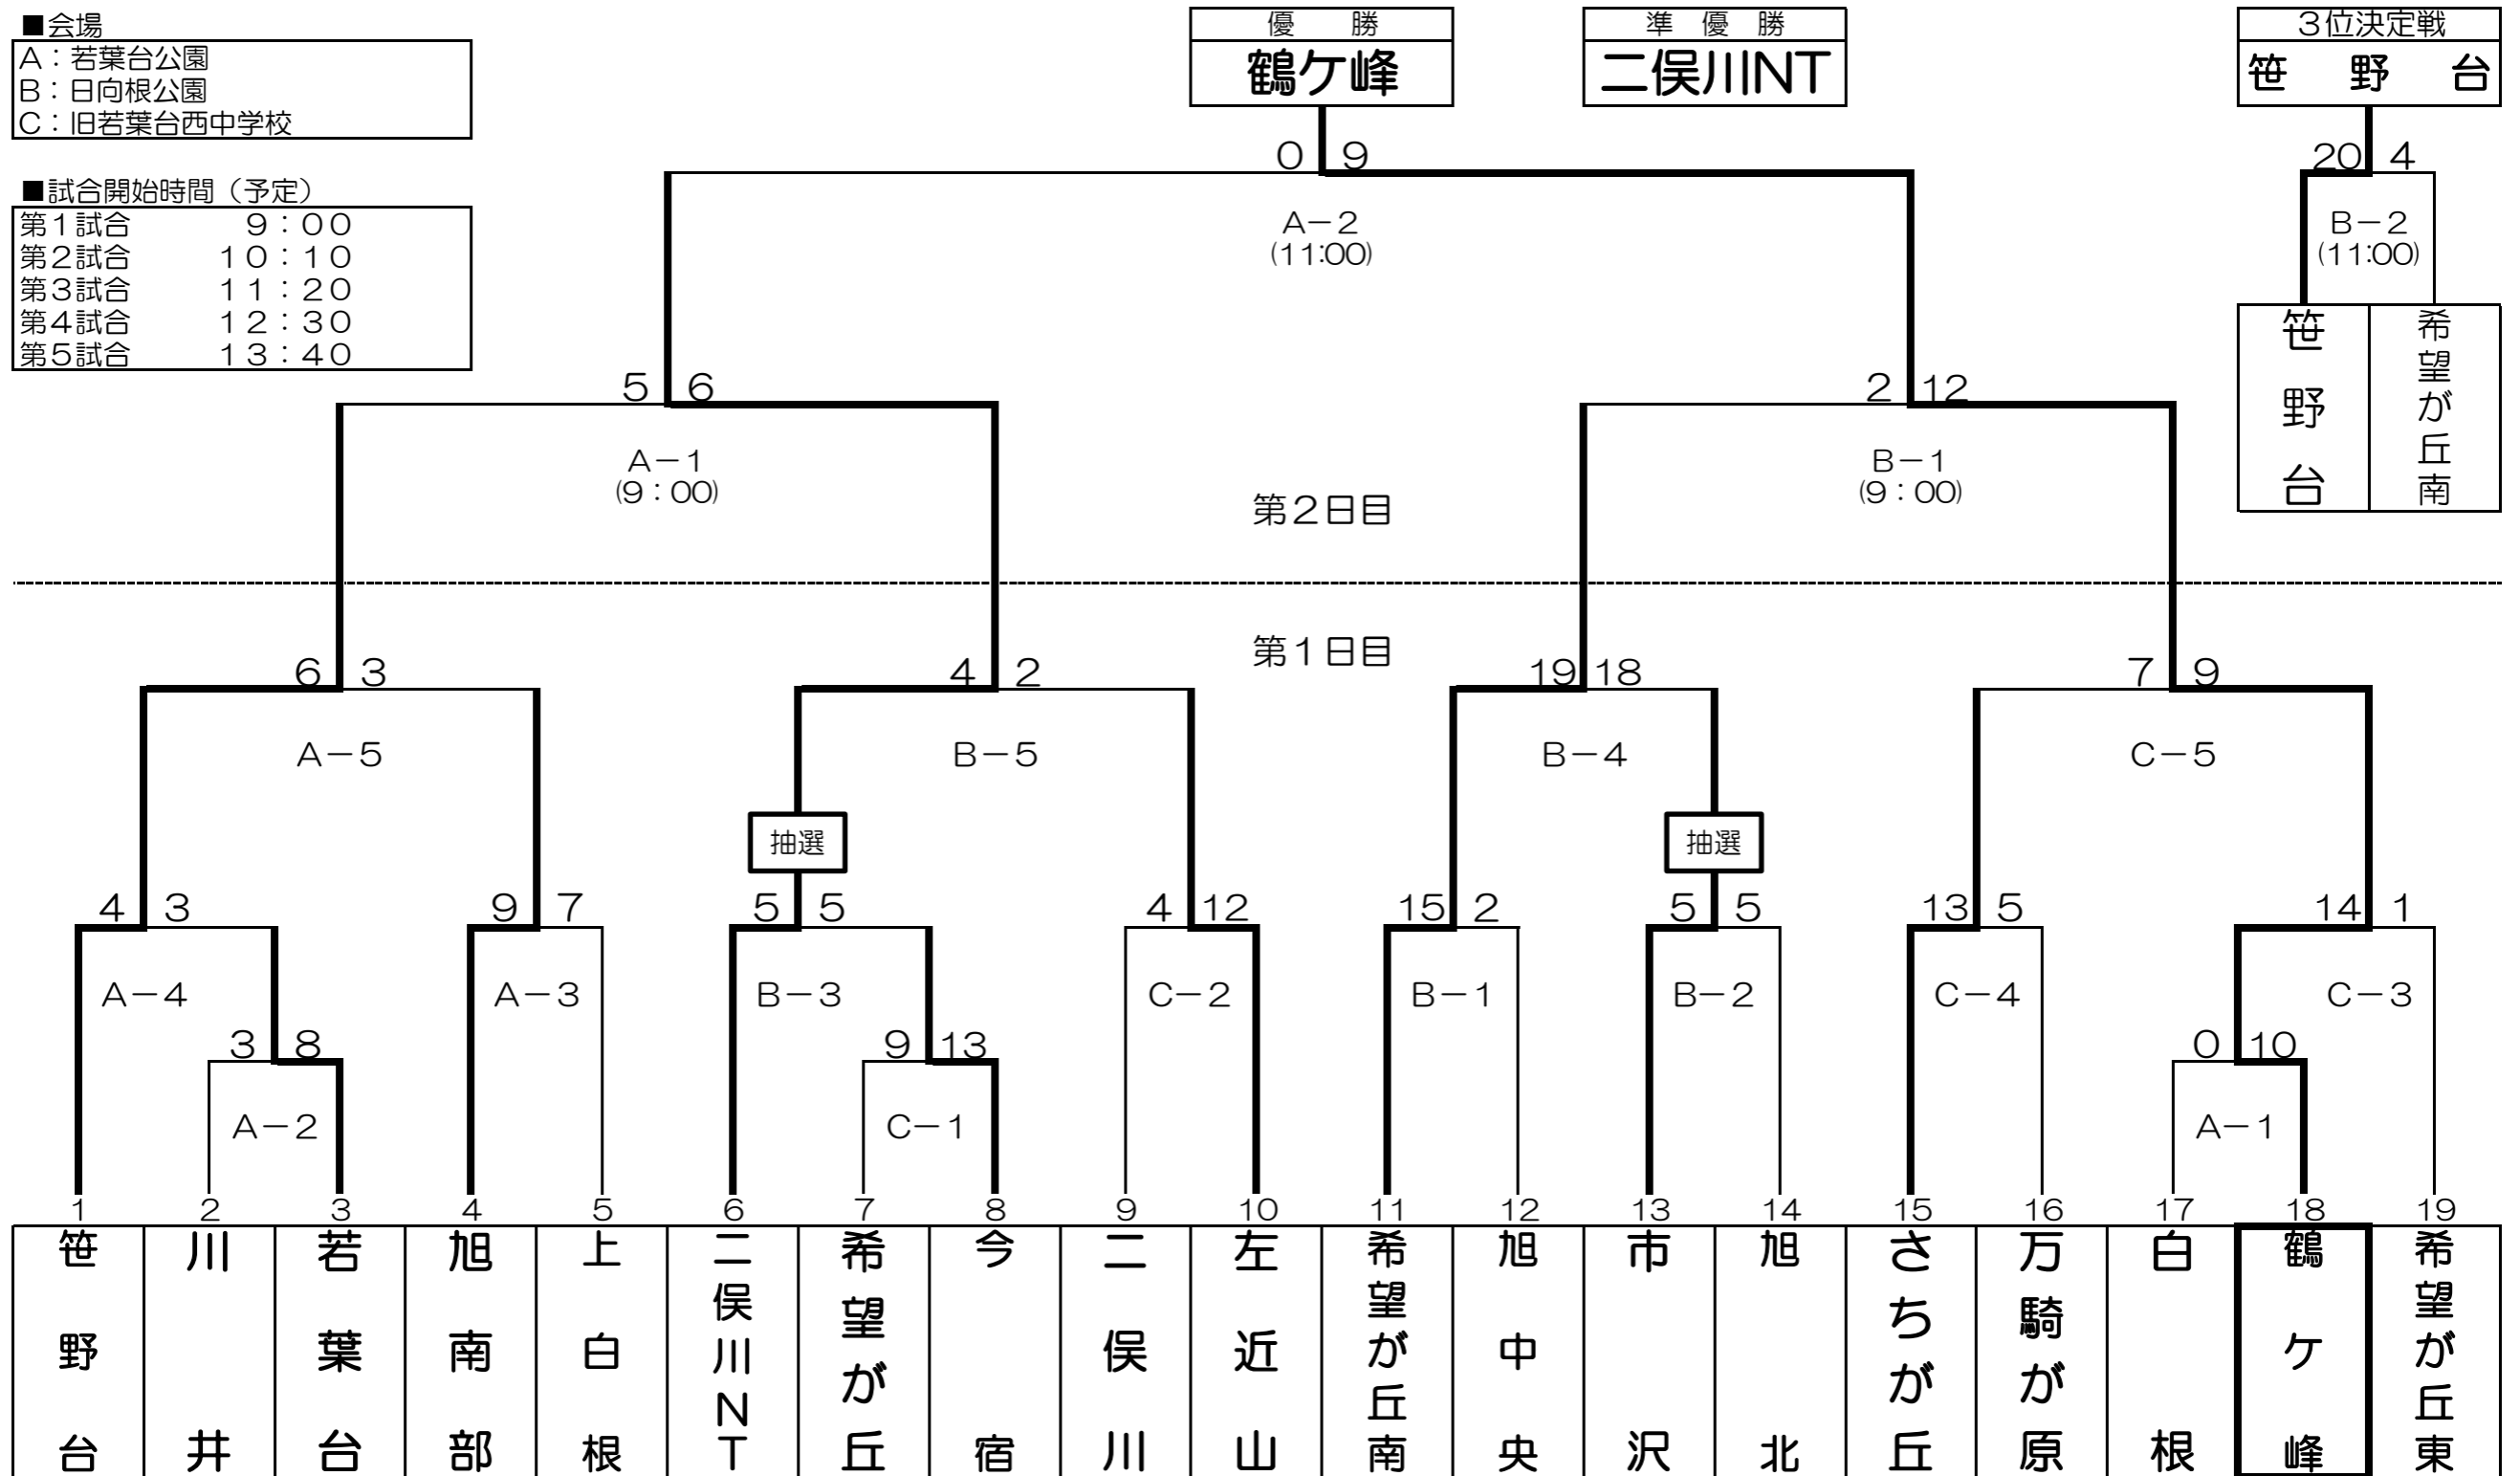 ■会場
A：若葉台公園
B：日向根公園
C：旧若葉台西中学校
優　勝
鶴ケ峰
準優勝
二俣川NT
３位決定戦
笹野台
■試合開始時間（予定）
第１試合　９：００
第２試合　１０：１０
第３試合　１１：２０
第４試合　１２：３０
第５試合　１３：４０
0 9
A－2
(11:00)
20 4
B－2
(11:00)
笹野台
希望が丘南
5 6
A－1
(9：00)
2 12
B－1
(9：00)
第２日目
第１日目
6 3
A－5
4 2
B－5
19 18
B－4
7 9
C－5
抽選
抽選
4 3
A－4
9 7
A－3
5 5
B－3
4 12
C－2
15 2
B－1
5 5
B－2
13 5
C－4
14 1
C－3
3 8
A－2
9 13
C－1
0 10
A－1
1 2 3 4 5 6 7 8 9 10 11 12 13 14 15 16 17 18 19
笹野台
川井
若葉台
旭南部
上白根
二俣川NT
希望が丘
今宿
二俣川
左近山
希望が丘南
旭中央
市沢
旭北
さちが丘
万騎が原
白根
鶴ケ峰
希望が丘東